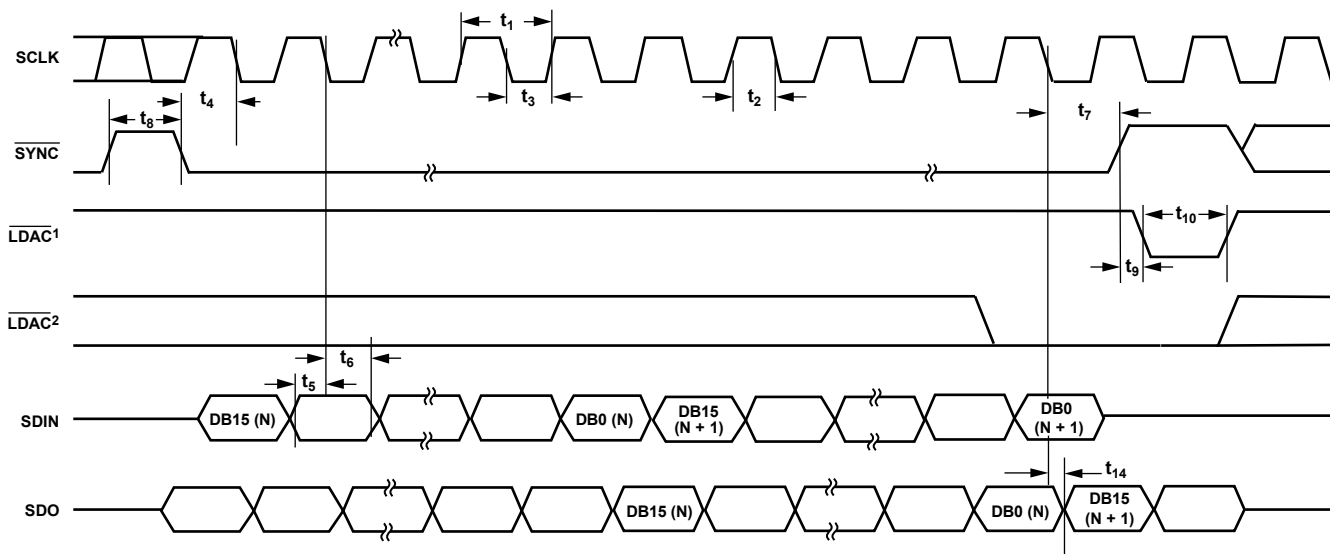 t1
SCLK
t4
t3
t2
t8
t7
SYNC
LDAC1
t10
t9
LDAC2
t6
t5
SDIN
DB15 (N)
DB0 (N)
DB15
(N + 1)
DB0
(N + 1)
t14
SDO
DB15 (N)
DB0 (N)
DB15
(N + 1)